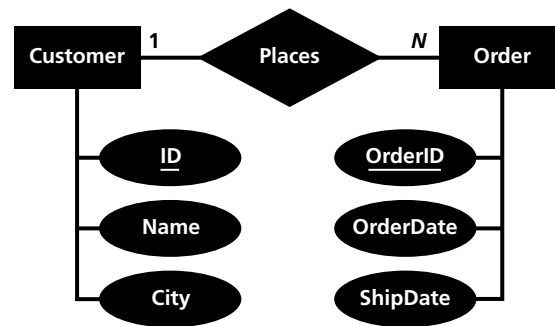 Customer 1 Places N Order
ID OrderID
Name OrderDate
City ShipDate